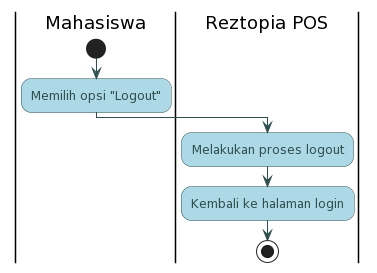 Mahasiswa
Reztopia POS
Memilih opsi "Logout"
Melakukan proses logout
Kembali ke halaman login